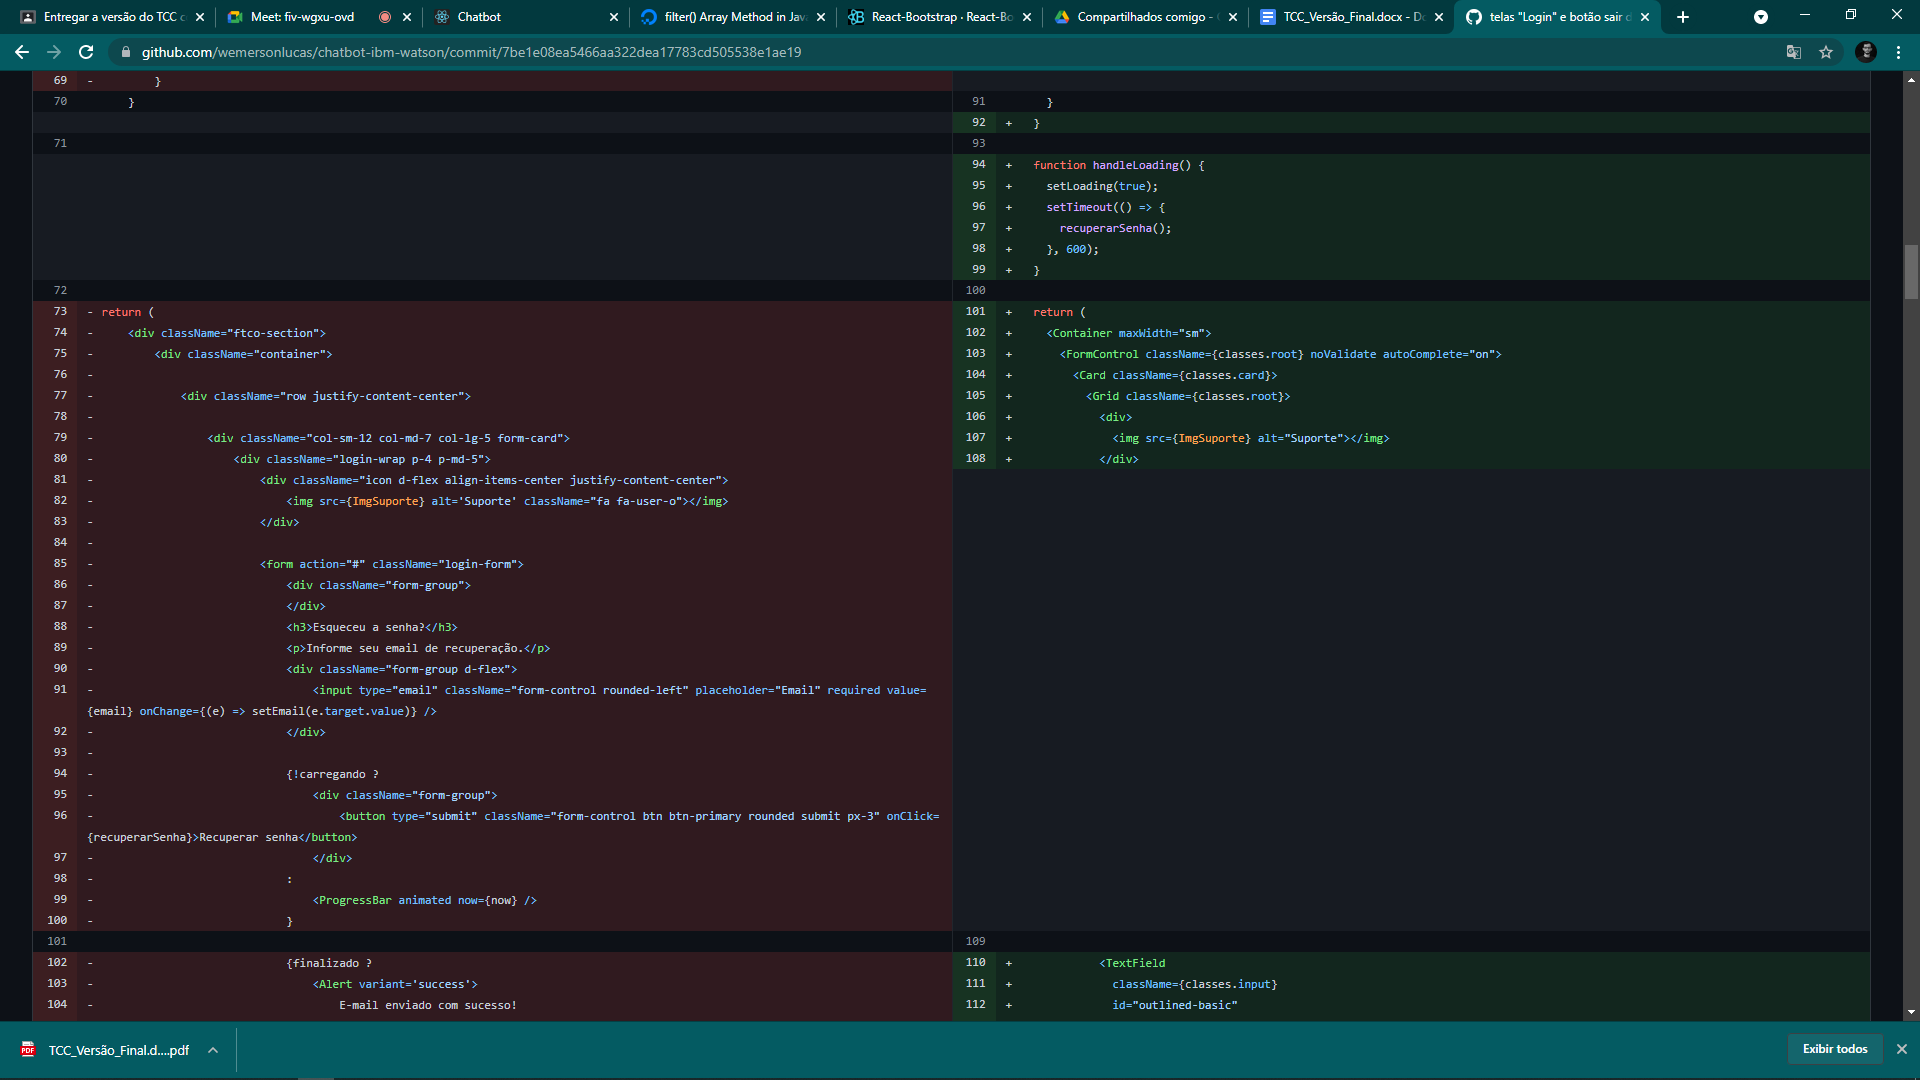 Entregar a versão do TCC c
Meet: fiv-wgxu-ovd
Chatbot
filter() Array Method in Jav
React-Bootstrap · React-Bo
Compartilhados comigo -
TCC_Versão_Final.docx - Do
telas "Login" e botão sair d
github.com/wemersonlucas/chatbot-ibm-watson/commit/7be1e08ea5466aa322dea17783cd505538e1ae19
69 - }
70 }
91 }
92 + }
71
93
94 + function handleLoading() {
95 + setLoading(true);
96 + setTimeout(() => {
97 + recuperarSenha();
98 + }, 600);
99 + }
72
100
73 - return (
74 - <div className="ftco-section">
75 - <div className="container">
76 -
77 - <div className="row justify-content-center">
78 -
79 - <div className="col-sm-12 col-md-7 col-lg-5 form-card">
80 - <div className="login-wrap p-4 p-md-5">
81 - <div className="icon d-flex align-items-center justify-content-center">
82 - <img src={ImgSuporte} alt='Suporte' className="fa fa-user-o"></img>
83 - </div>
84 -
85 - <form action="#" className="login-form">
86 - <div className="form-group">
87 - </div>
88 - <h3>Esqueceu a senha?</h3>
89 - <p>Informe seu email de recuperação.</p>
90 - <div className="form-group d-flex">
91 - <input type="email" className="form-control rounded-left" placeholder="Email" required value=
{email} onChange={(e) => setEmail(e.target.value)} />
92 - </div>
93 -
94 - {!carregando ?
95 - <div className="form-group">
96 - <button type="submit" className="form-control btn btn-primary rounded submit px-3" onClick=
{recuperarSenha}>Recuperar senha</button>
97 - </div>
98 - :
99 - <ProgressBar animated now={now} />
100 - }
101
102 - {finalizado ?
103 - <Alert variant='success'>
104 - E-mail enviado com sucesso!
101 + return (
102 + <Container maxWidth="sm">
103 + <FormControl className={classes.root} noValidate autoComplete="on">
104 + <Card className={classes.card}>
105 + <Grid className={classes.root}>
106 + <div>
107 + <img src={ImgSuporte} alt="Suporte"></img>
108 + </div>
109
110 + <TextField
111 + className={classes.input}
112 + id="outlined-basic"
TCC_Versão_Final.d....pdf
Exibir todos